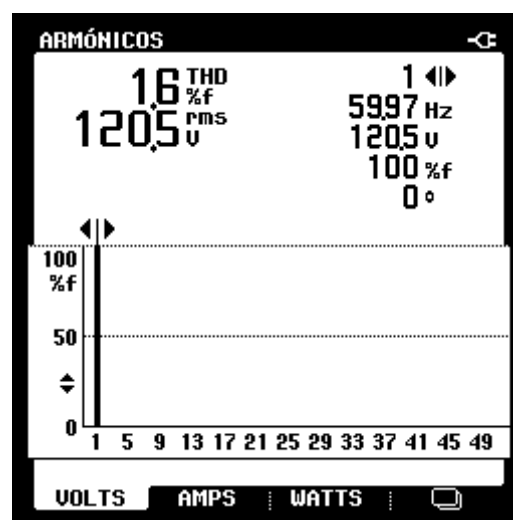 ARMÓNICOS
1,6 THD %f
120,5 rms V
1
59,97 Hz
120,5 V
100 %f
0 °
100
%f
50
0
1 5 9 13 17 21 25 29 33 37 41 45 49
VOLTS AMPS WATTS